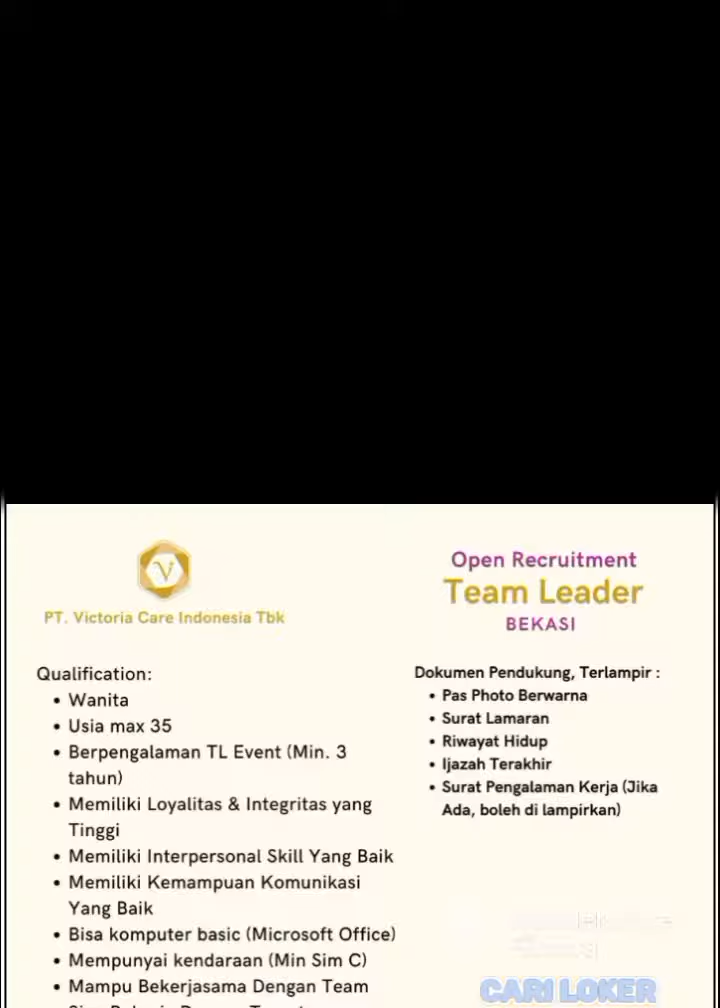 V
PT. Victoria Care Indonesia Tbk
Open Recruitment
Team Leader
BEKASI
Qualification:
• Wanita
• Usia max 35
• Berpengalaman TL Event (Min. 3
tahun)
• Memiliki Loyalitas & Integritas yang
Tinggi
• Memiliki Interpersonal Skill Yang Baik
• Memiliki Kemampuan Komunikasi
Yang Baik
• Bisa komputer basic (Microsoft Office)
• Mempunyai kendaraan (Min Sim C)
• Mampu Bekerjasama Dengan Team
Dokumen Pendukung, Terlampir :
• Pas Photo Berwarna
• Surat Lamaran
• Riwayat Hidup
• Ijazah Terakhir
• Surat Pengalaman Kerja (Jika
Ada, boleh di lampirkan)
CARI LOKER